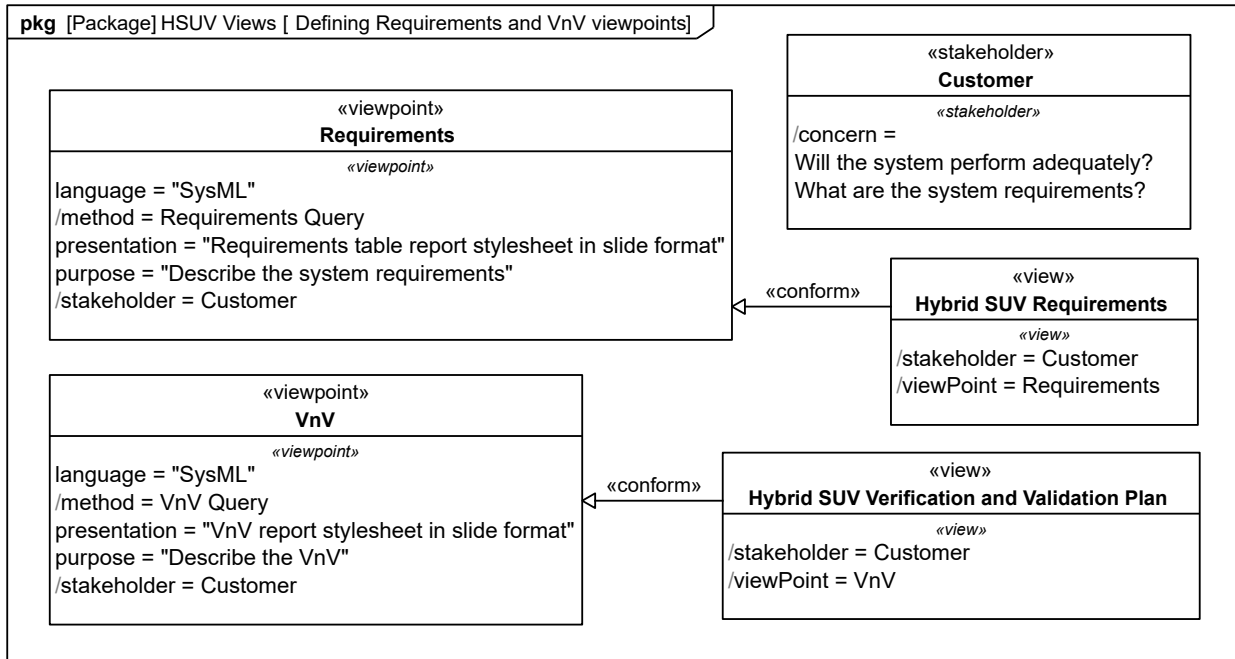 pkg [Package] HSUV Views [ Defining Requirements and VnV viewpoints]
«stakeholder»
Customer
«stakeholder»
/concern =
Will the system perform adequately?
What are the system requirements?
«viewpoint»
Requirements
«viewpoint»
language = "SysML"
/method = Requirements Query
presentation = "Requirements table report stylesheet in slide format"
purpose = "Describe the system requirements"
/stakeholder = Customer
«conform»
«view»
Hybrid SUV Requirements
«view»
/stakeholder = Customer
/viewPoint = Requirements
«viewpoint»
VnV
«viewpoint»
language = "SysML"
/method = VnV Query
presentation = "VnV report stylesheet in slide format"
purpose = "Describe the VnV"
/stakeholder = Customer
«conform»
«view»
Hybrid SUV Verification and Validation Plan
«view»
/stakeholder = Customer
/viewPoint = VnV